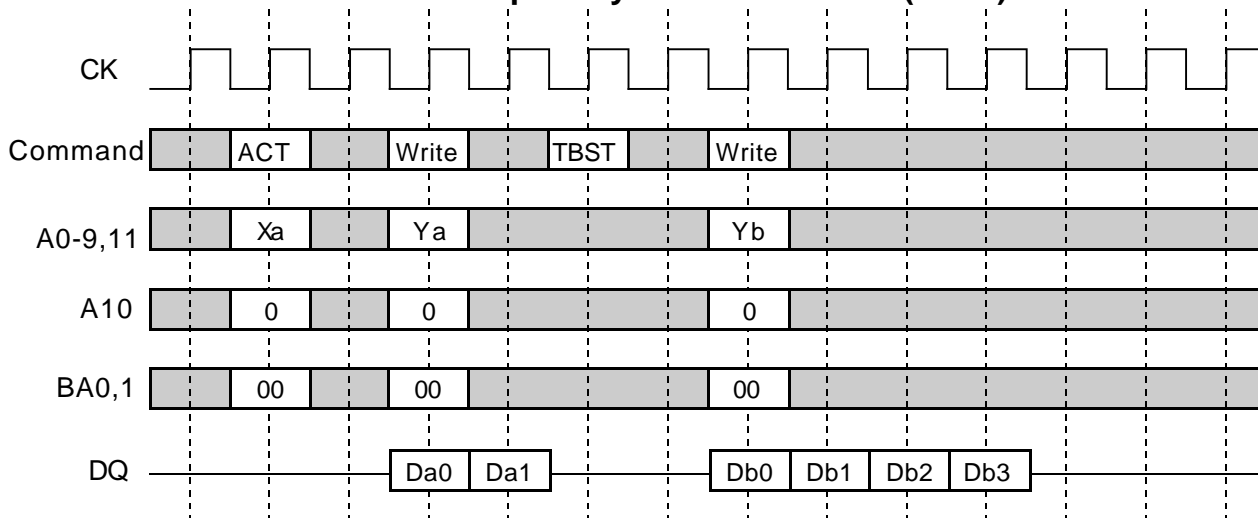 CK
Command ACT Write TBST Write
A0-9,11 Xa Ya Yb
A10 0 0 0
BA0,1 00 00 00
DQ Da0 Da1 Db0 Db1 Db2 Db3